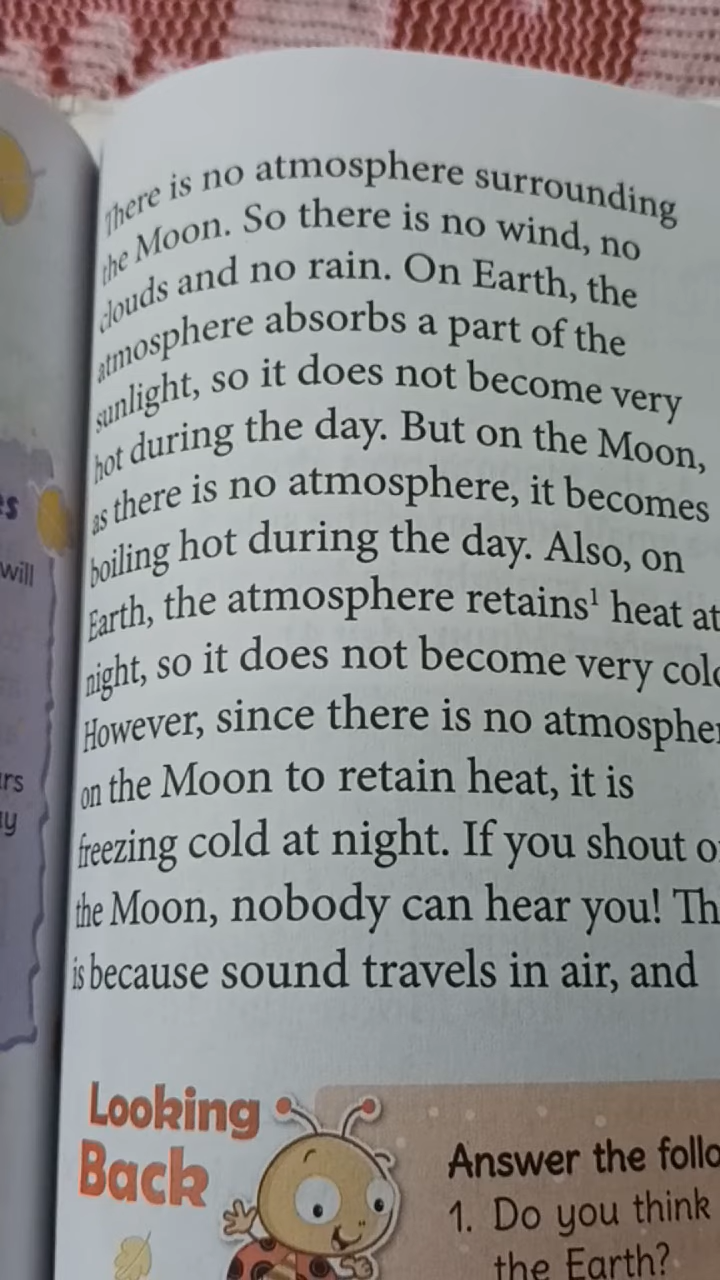 There is no atmosphere surrounding
the Moon. So there is no wind, no
clouds and no rain. On Earth, the
atmosphere absorbs a part of the
sunlight, so it does not become very
hot during the day. But on the Moon,
as there is no atmosphere, it becomes
boiling hot during the day. Also, on
Earth, the atmosphere retains¹ heat at
night, so it does not become very
However, since there is no
on the Moon to retain heat, it is
freezing cold at night. If you shout
the Moon, nobody can hear you!
is because sound travels in air, and
Looking
Back
Answer the
1. Do you think
the Earth?
will